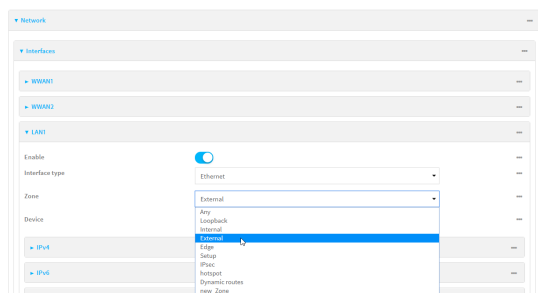 Network
Interfaces
WWAN1
WWAN2
LAN1
Enable
Interface type
Ethernet
Zone
External
Any
Loopback
Internal
External
Edge
Setup
IPsec
hotspot
Dynamic routes
new_Zone
Device
IPv4
IPv6